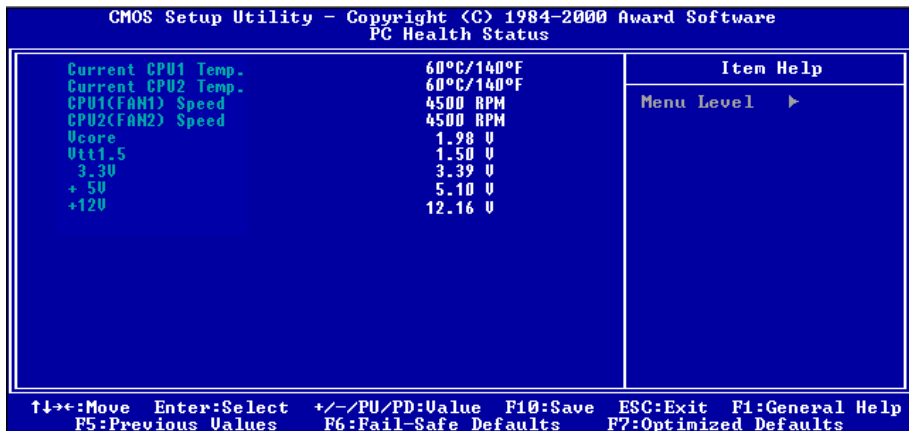 CMOS Setup Utility - Copyright (C) 1984-2000 Award Software
PC Health Status
Current CPU1 Temp. 60°C/140°F
Current CPU2 Temp. 60°C/140°F
CPU1(FAN1) Speed 4500 RPM
CPU2(FAN2) Speed 4500 RPM
Vcore 1.98 V
Vtt1.5 1.50 V
3.3V 3.39 V
+ 5V 5.10 V
+12V 12.16 V
Item Help
Menu Level ▶
↑↓→←:Move Enter:Select +/-/PU/PD:Value F10:Save ESC:Exit F1:General Help
F5:Previous Values F6:Fail-Safe Defaults F7:Optimized Defaults